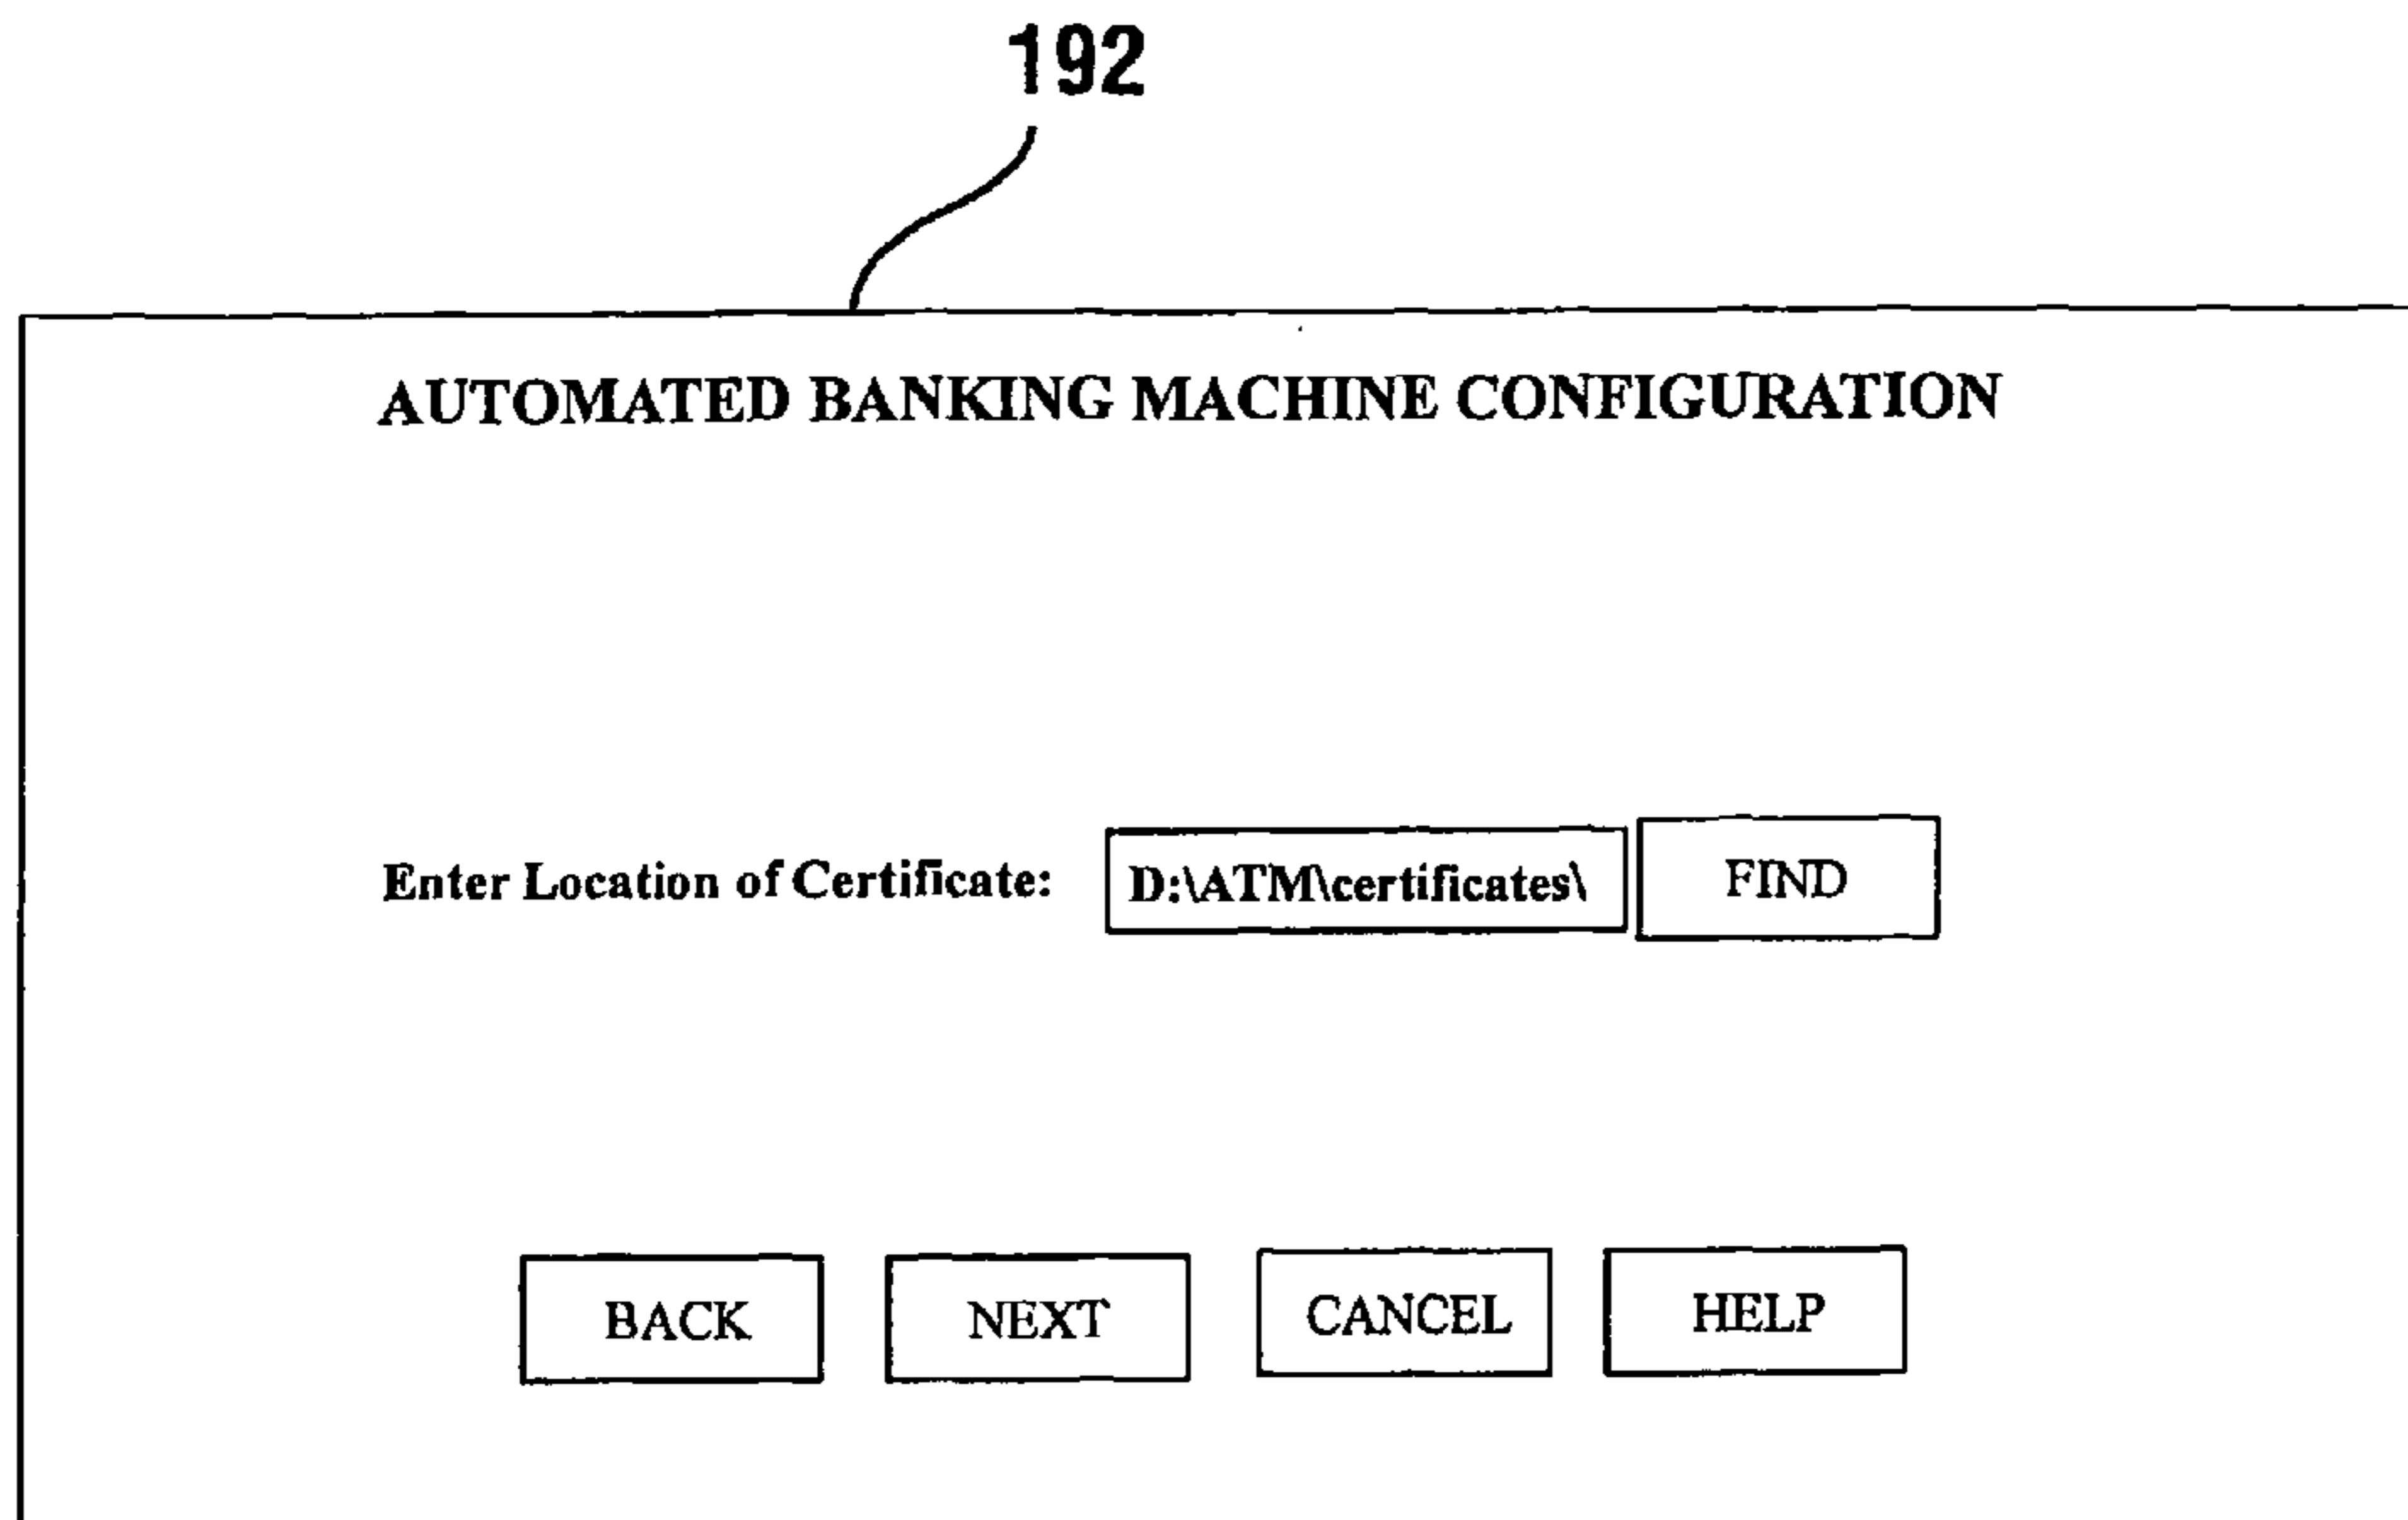 192
AUTOMATED BANKING MACHINE CONFIGURATION
Enter Location of Certificate: D:\ATM\certificates\ FIND
BACK NEXT CANCEL HELP